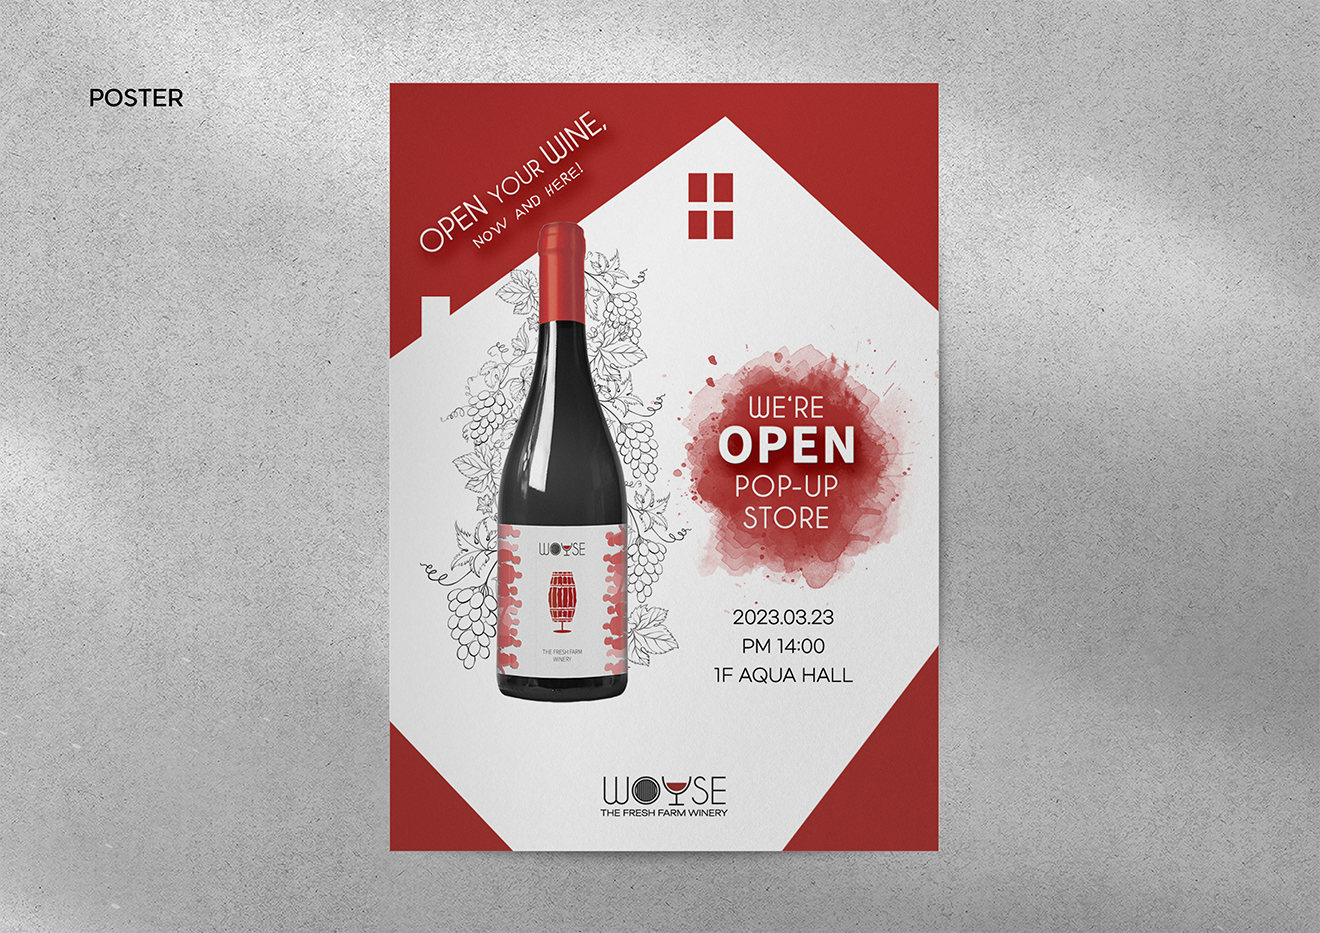 POSTER
OPEN YOUR WINE,
NOW AND HERE!
WE'RE
OPEN
POP-UP
STORE
WOYSE
THE FRESH FARM
WINERY
2023.03.23
PM 14:00
1F AQUA HALL
WOYSE
THE FRESH FARM WINERY